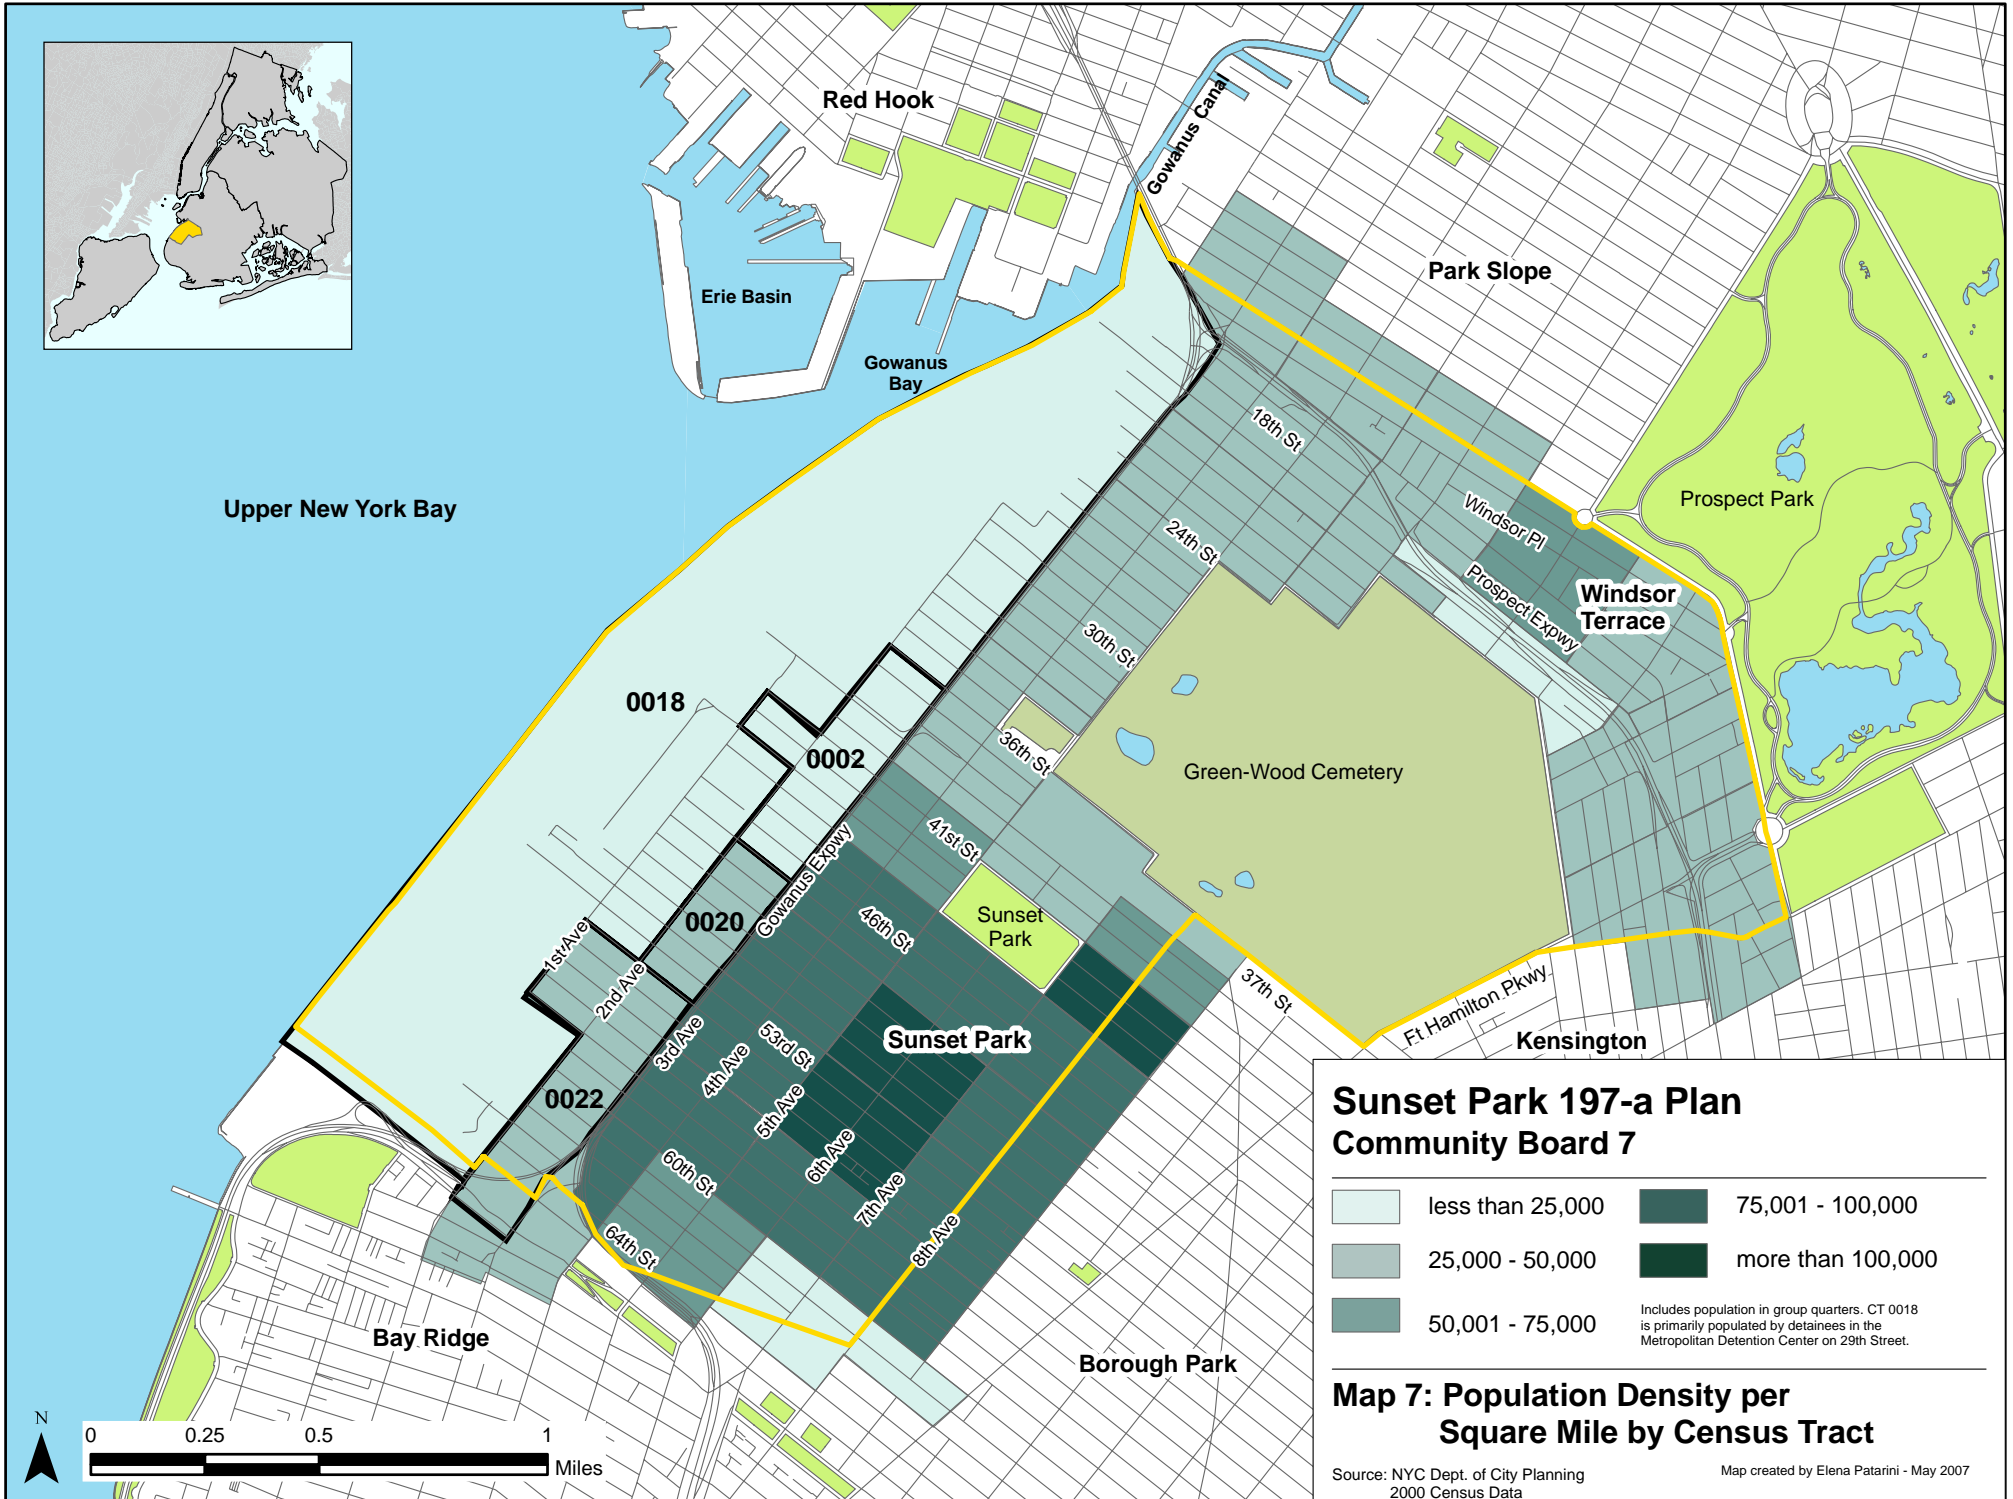 Red Hook
Gowanus Canal
Park Slope
Erie Basin
Gowanus
Bay
Upper New York Bay
18th St
24th St
Windsor Pl
Prospect Expwy
Prospect Park
Windsor
Terrace
30th St
0018
0002
36th St
Green-Wood Cemetery
41st St
Gowanus Expwy
0020
46th St
Sunset
Park
1st Ave
2nd Ave
3rd Ave
4th Ave
53rd St
5th Ave
Sunset Park
37th St
Ft Hamilton Pkwy
Kensington
0022
60th St
6th Ave
7th Ave
8th Ave
64th St
Bay Ridge
Borough Park
N
0 0.25 0.5 1
Miles
Sunset Park 197-a Plan
Community Board 7
less than 25,000
25,000 - 50,000
50,001 - 75,000
75,001 - 100,000
more than 100,000
Includes population in group quarters. CT 0018
is primarily populated by detainees in the
Metropolitan Detention Center on 29th Street.
Map 7: Population Density per
Square Mile by Census Tract
Source: NYC Dept. of City Planning
2000 Census Data
Map created by Elena Patarini - May 2007